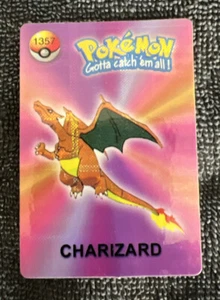 1357
POKéMON
Gotta catch 'em all!
CHARIZARD